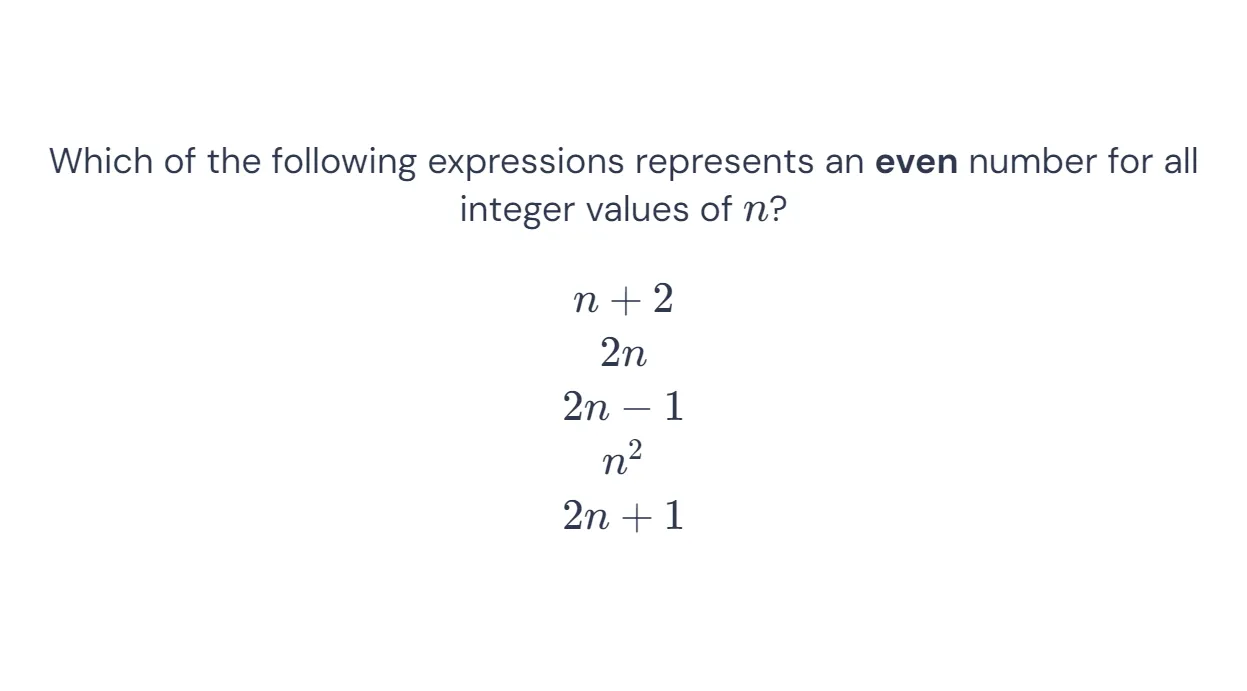 Which of the following expressions represents an even number for all
integer values of n?
n + 2
2n
2n − 1
n²
2n + 1